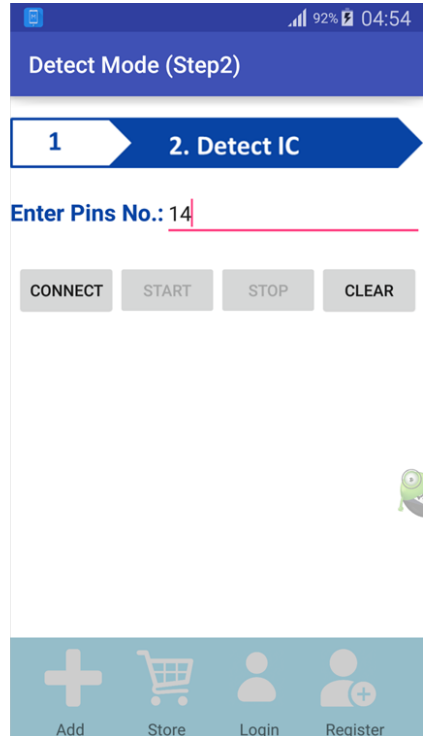 92% 04:54
Detect Mode (Step2)
1 2. Detect IC
Enter Pins No.: 14
CONNECT START STOP CLEAR
Add Store Login Register